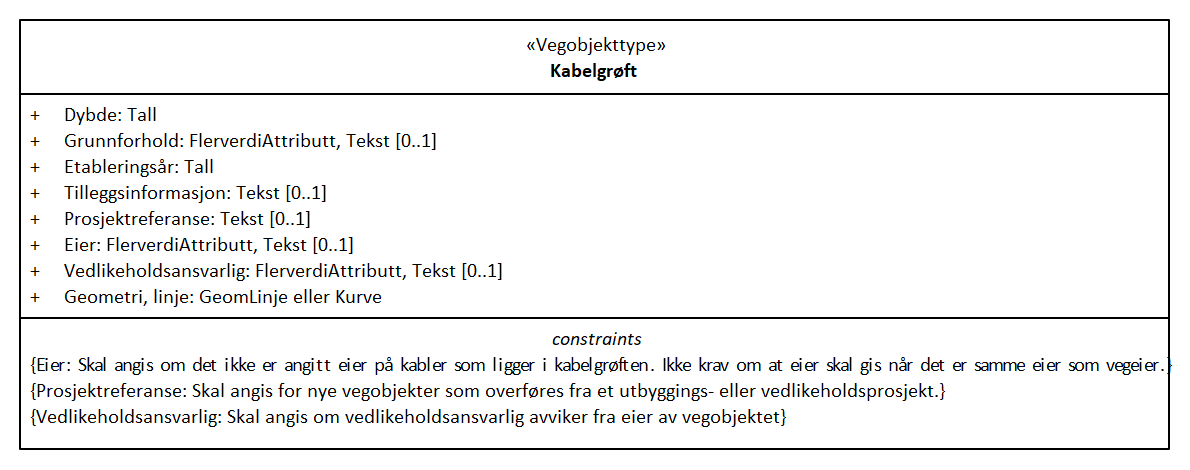 «Vegobjekttype»
Kabelgrøft
+ Dybde: Tall
+ Grunnforhold: FlerverdiAttributt, Tekst [0..1]
+ Etableringsår: Tall
+ Tilleggsinformasjon: Tekst [0..1]
+ Prosjektreferanse: Tekst [0..1]
+ Eier: FlerverdiAttributt, Tekst [0..1]
+ Vedlikeholdsansvarlig: FlerverdiAttributt, Tekst [0..1]
+ Geometri, linje: GeomLinje eller Kurve
constraints
{Eier: Skal angis om det ikke er angitt eier på kabler som ligger i kabelgrøften. Ikke krav om at eier skal gis når det er samme eier som vegeier.}
{Prosjektreferanse: Skal angis for nye vegobjekter som overføres fra et utbyggings- eller vedlikeholdsprosjekt.}
{Vedlikeholdsansvarlig: Skal angis om vedlikeholdsansvarlig avviker fra eier av vegobjektet}